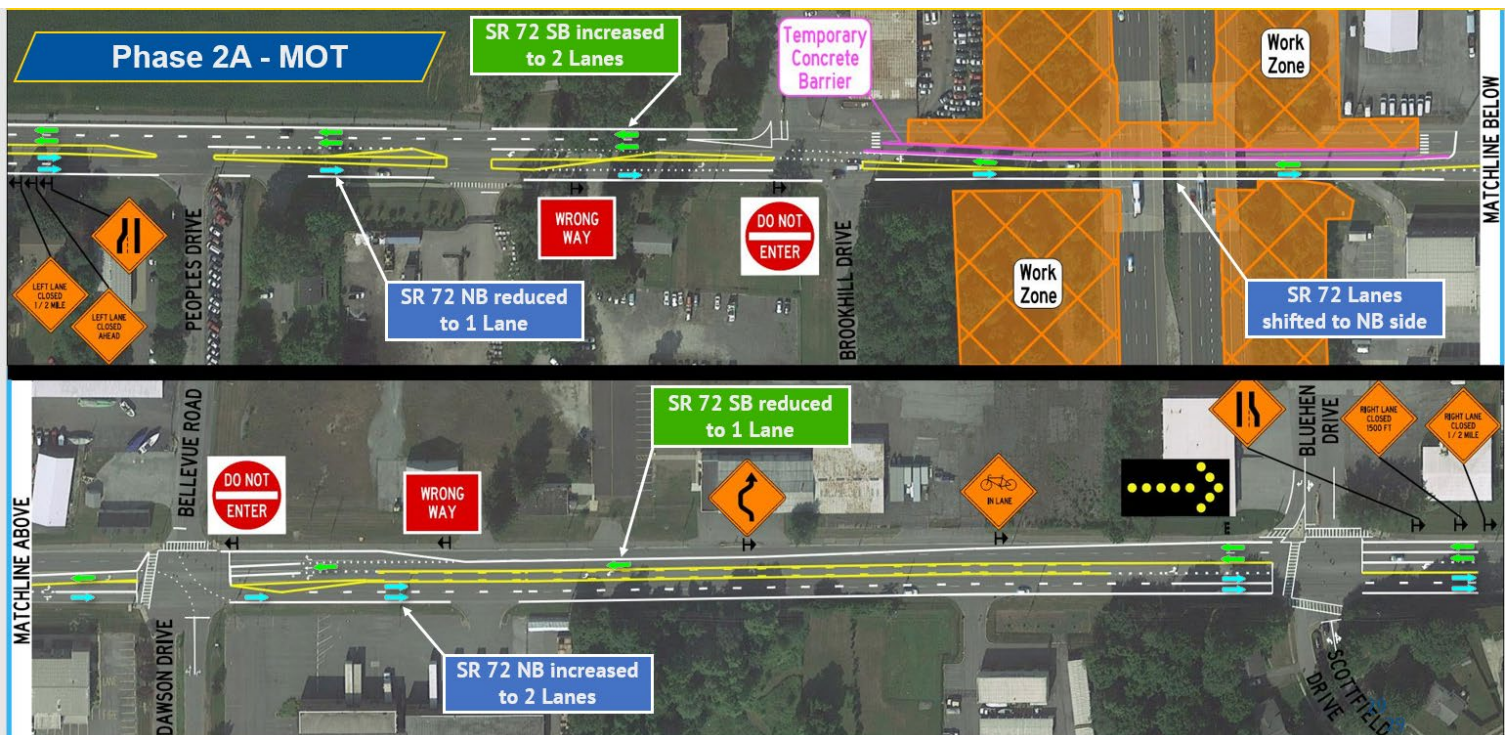 Phase 2A - MOT
SR 72 SB increased
to 2 Lanes
Temporary
Concrete
Barrier
Work
Zone
MATCHLINE BELOW
LEFT LANE
CLOSED
1/2 MILE
LEFT LANE
CLOSED
AHEAD
PEOPLES DRIVE
SR 72 NB reduced
to 1 Lane
WRONG
WAY
DO NOT
ENTER
BROOKHILL DRIVE
Work
Zone
SR 72 Lanes
shifted to NB side
MATCHLINE ABOVE
BELLEVUE ROAD
DAWSON DRIVE
DO NOT
ENTER
WRONG
WAY
SR 72 SB reduced
to 1 Lane
SR 72 NB increased
to 2 Lanes
IN LANE
BLUEHEN
DRIVE
RIGHT LANE
CLOSED
1500 FT
RIGHT LANE
CLOSED
1/2 MILE
SCOTTFIELD
DRIVE